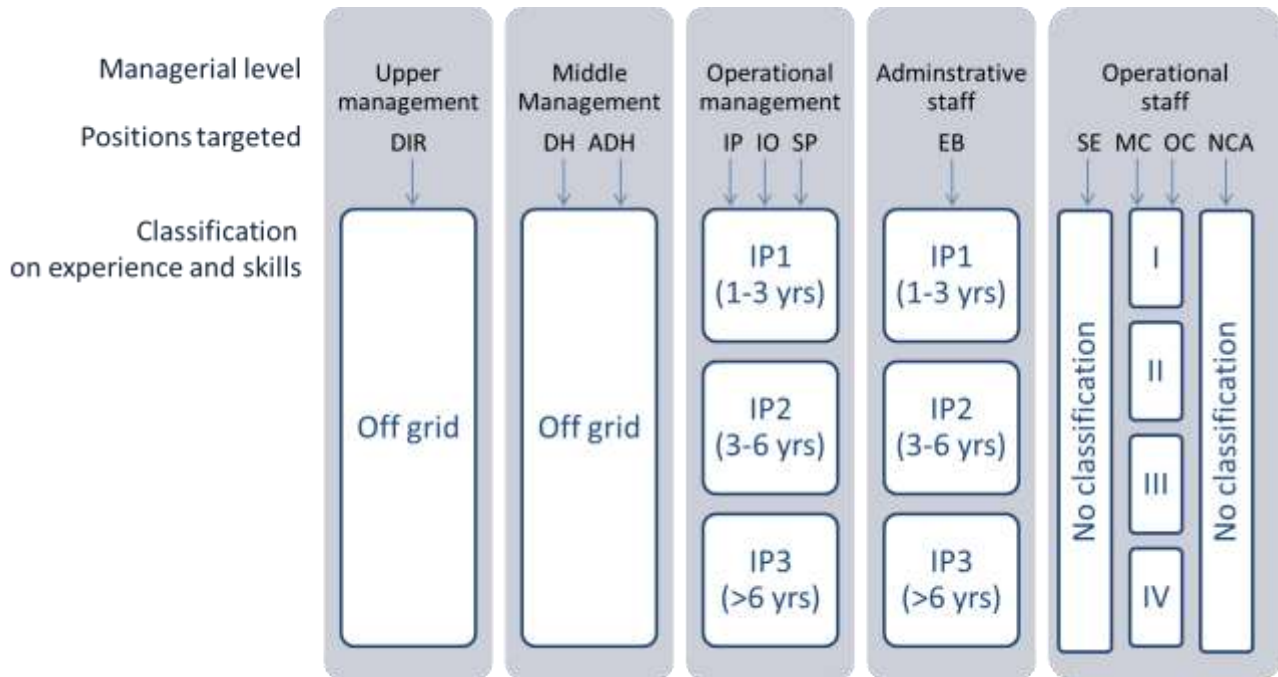 Managerial level
Upper
management
Middle
Management
Operational
management
Adminstrative
staff
Operational
staff
Positions targeted
DIR
DH ADH
IP IO SP
EB
SE MC OC NCA
Classification
on experience and skills
Off grid
Off grid
IP1
(1-3 yrs)
IP2
(3-6 yrs)
IP3
(>6 yrs)
IP1
(1-3 yrs)
IP2
(3-6 yrs)
IP3
(>6 yrs)
No classification
I
II
III
IV
No classification